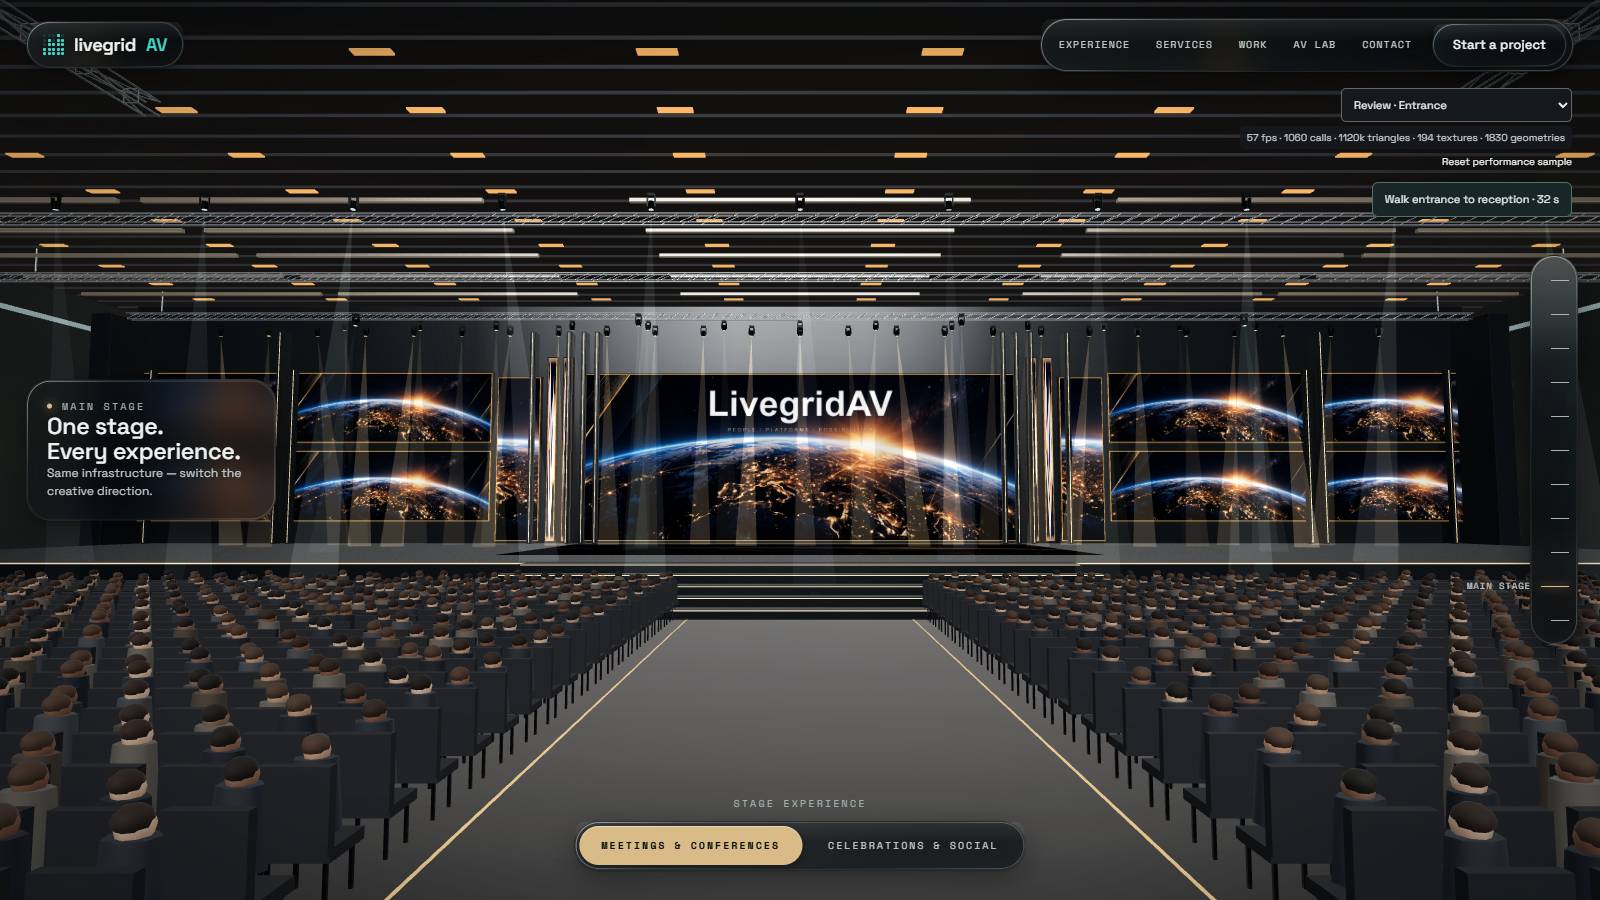 livegrid AV
EXPERIENCE SERVICES WORK AV LAB CONTACT Start a project
Review · Entrance
57 fps · 1060 calls · 1120k triangles · 194 textures · 1830 geometries
Reset performance sample
Walk entrance to reception · 32 s
LivegridAV
MAIN STAGE
One stage.
Every experience.
Same infrastructure — switch the
creative direction.
MAIN STAGE
STAGE EXPERIENCE
MEETINGS & CONFERENCES CELEBRATIONS & SOCIAL